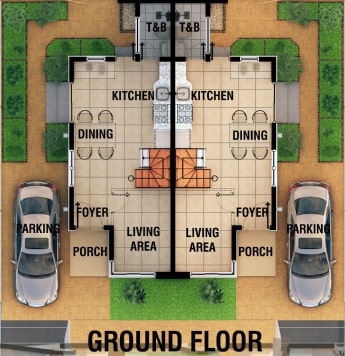 T&B T&B
KITCHEN KITCHEN
DINING DINING
FOYER FOYER
PARKING PARKING
LIVING AREA LIVING AREA
PORCH PORCH
GROUND FLOOR